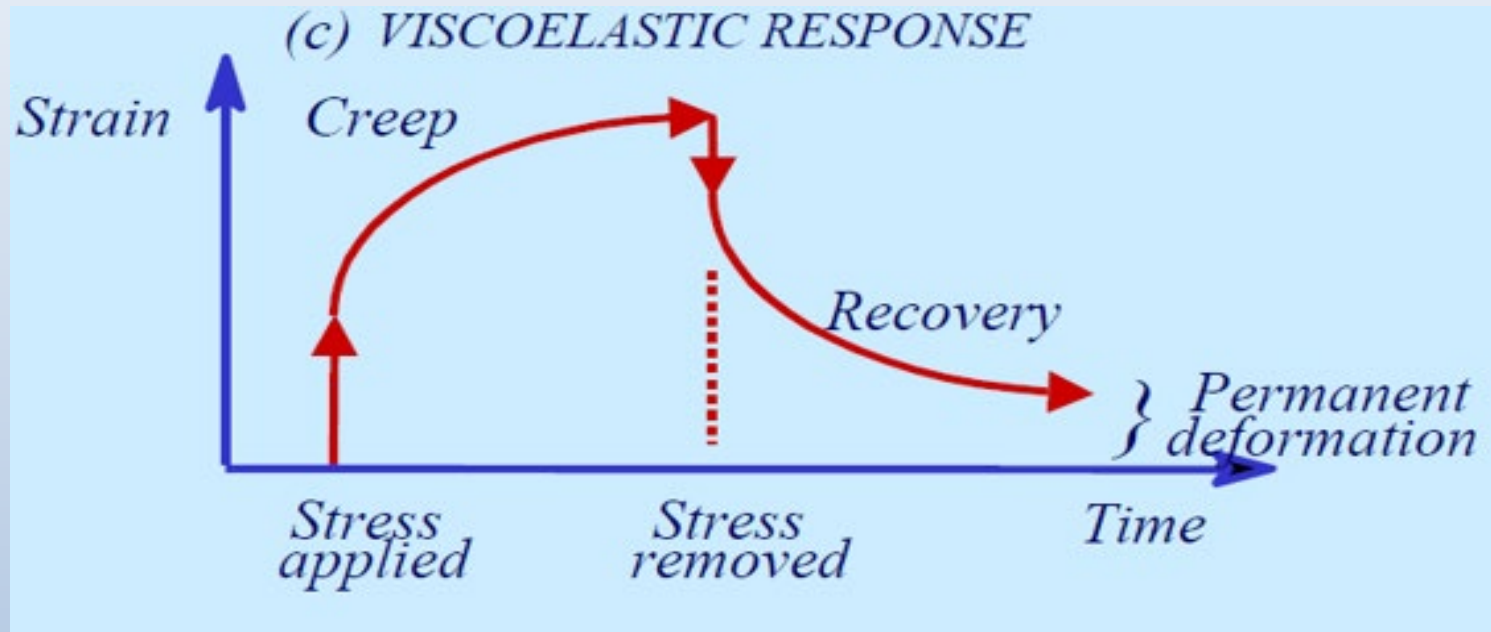 (c) VISCOELASTIC RESPONSE
Strain
Creep
Recovery
} Permanent
deformation
Stress
applied
Stress
removed
Time